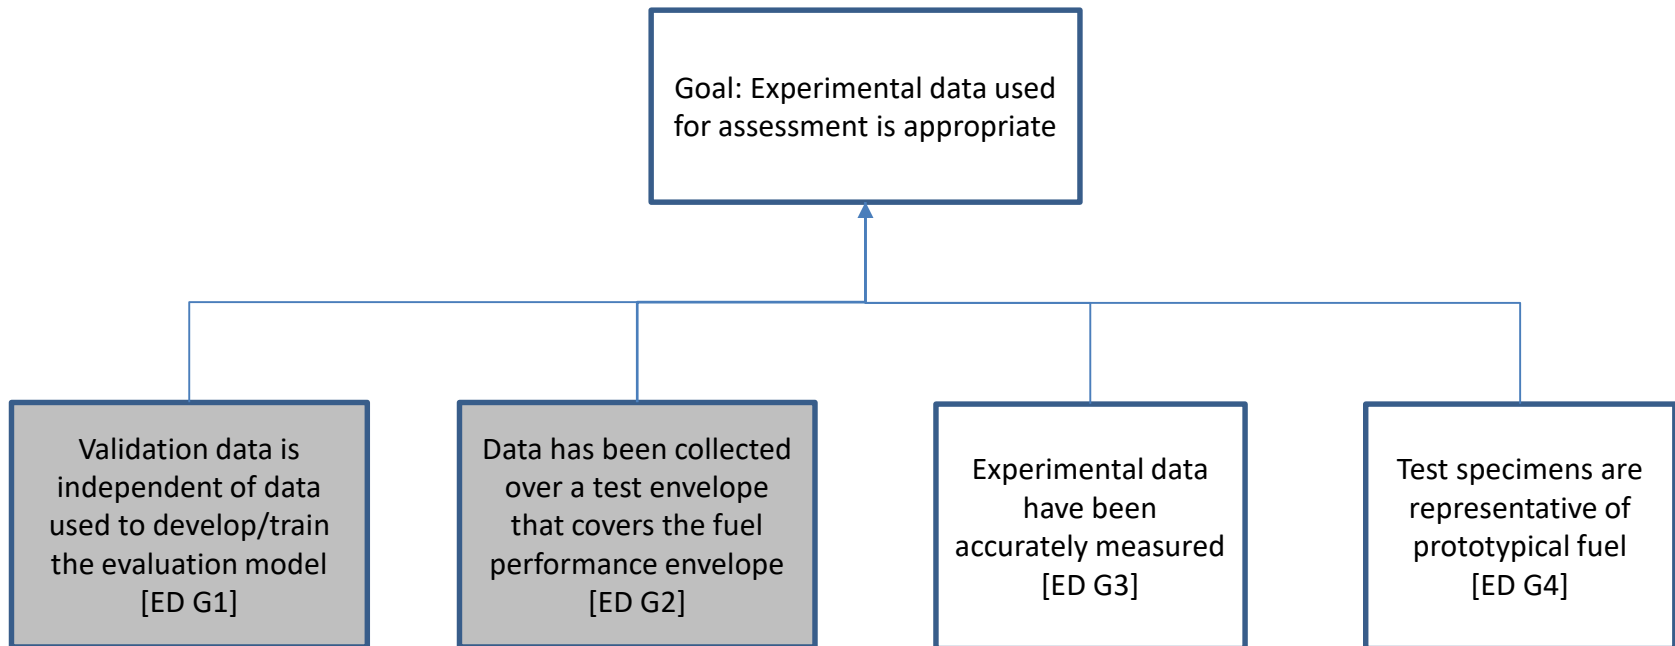 Goal: Experimental data used
for assessment is appropriate
Validation data is
independent of data
used to develop/train
the evaluation model
[ED G1]
Data has been collected
over a test envelope
that covers the fuel
performance envelope
[ED G2]
Experimental data
have been
accurately measured
[ED G3]
Test specimens are
representative of
prototypical fuel
[ED G4]